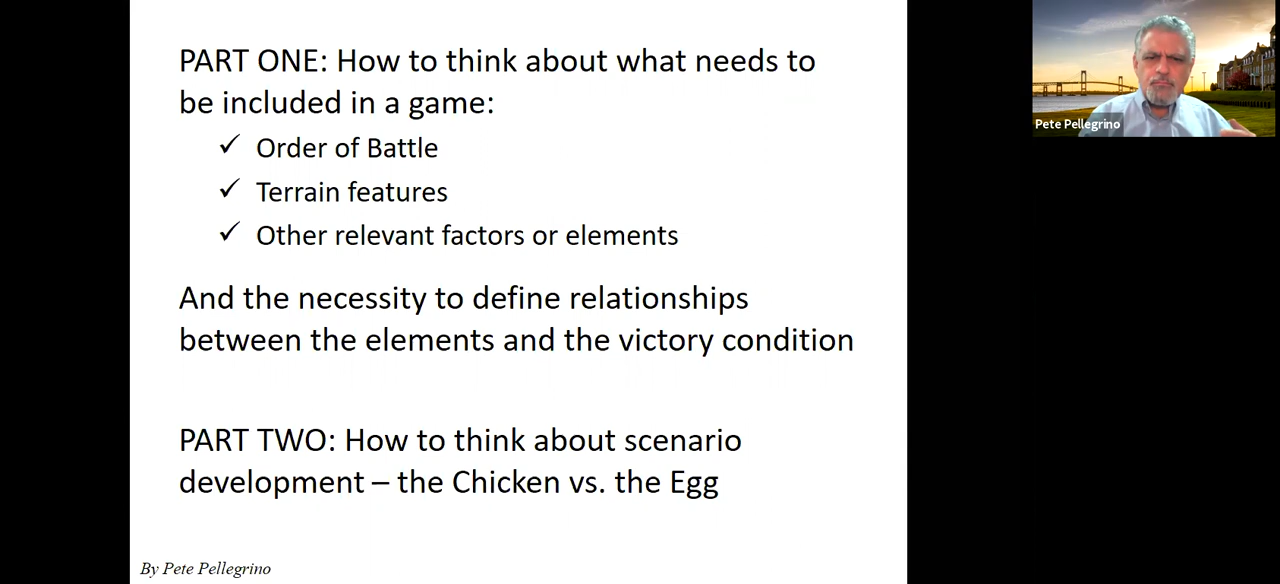 PART ONE: How to think about what needs to
be included in a game:
✓ Order of Battle
✓ Terrain features
✓ Other relevant factors or elements
And the necessity to define relationships
between the elements and the victory condition
PART TWO: How to think about scenario
development – the Chicken vs. the Egg
By Pete Pellegrino
Pete Pellegrino